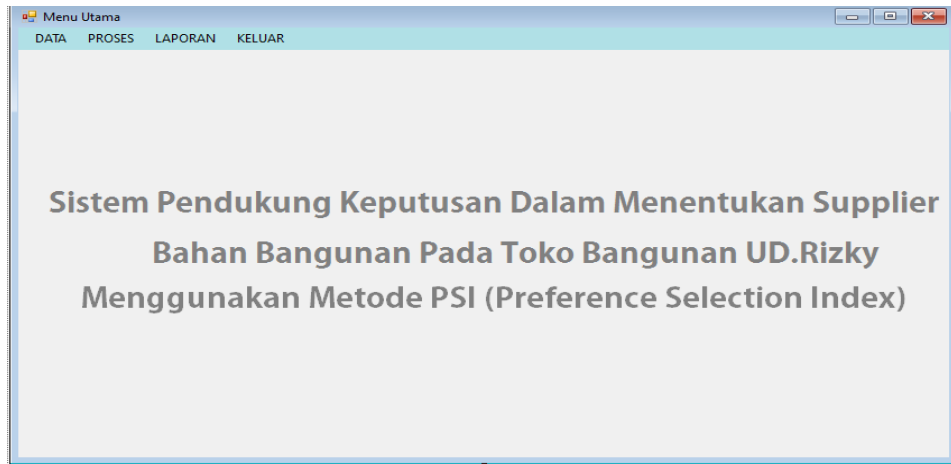 Menu Utama
DATA PROSES LAPORAN KELUAR
Sistem Pendukung Keputusan Dalam Menentukan Supplier
Bahan Bangunan Pada Toko Bangunan UD.Rizky
Menggunakan Metode PSI (Preference Selection Index)